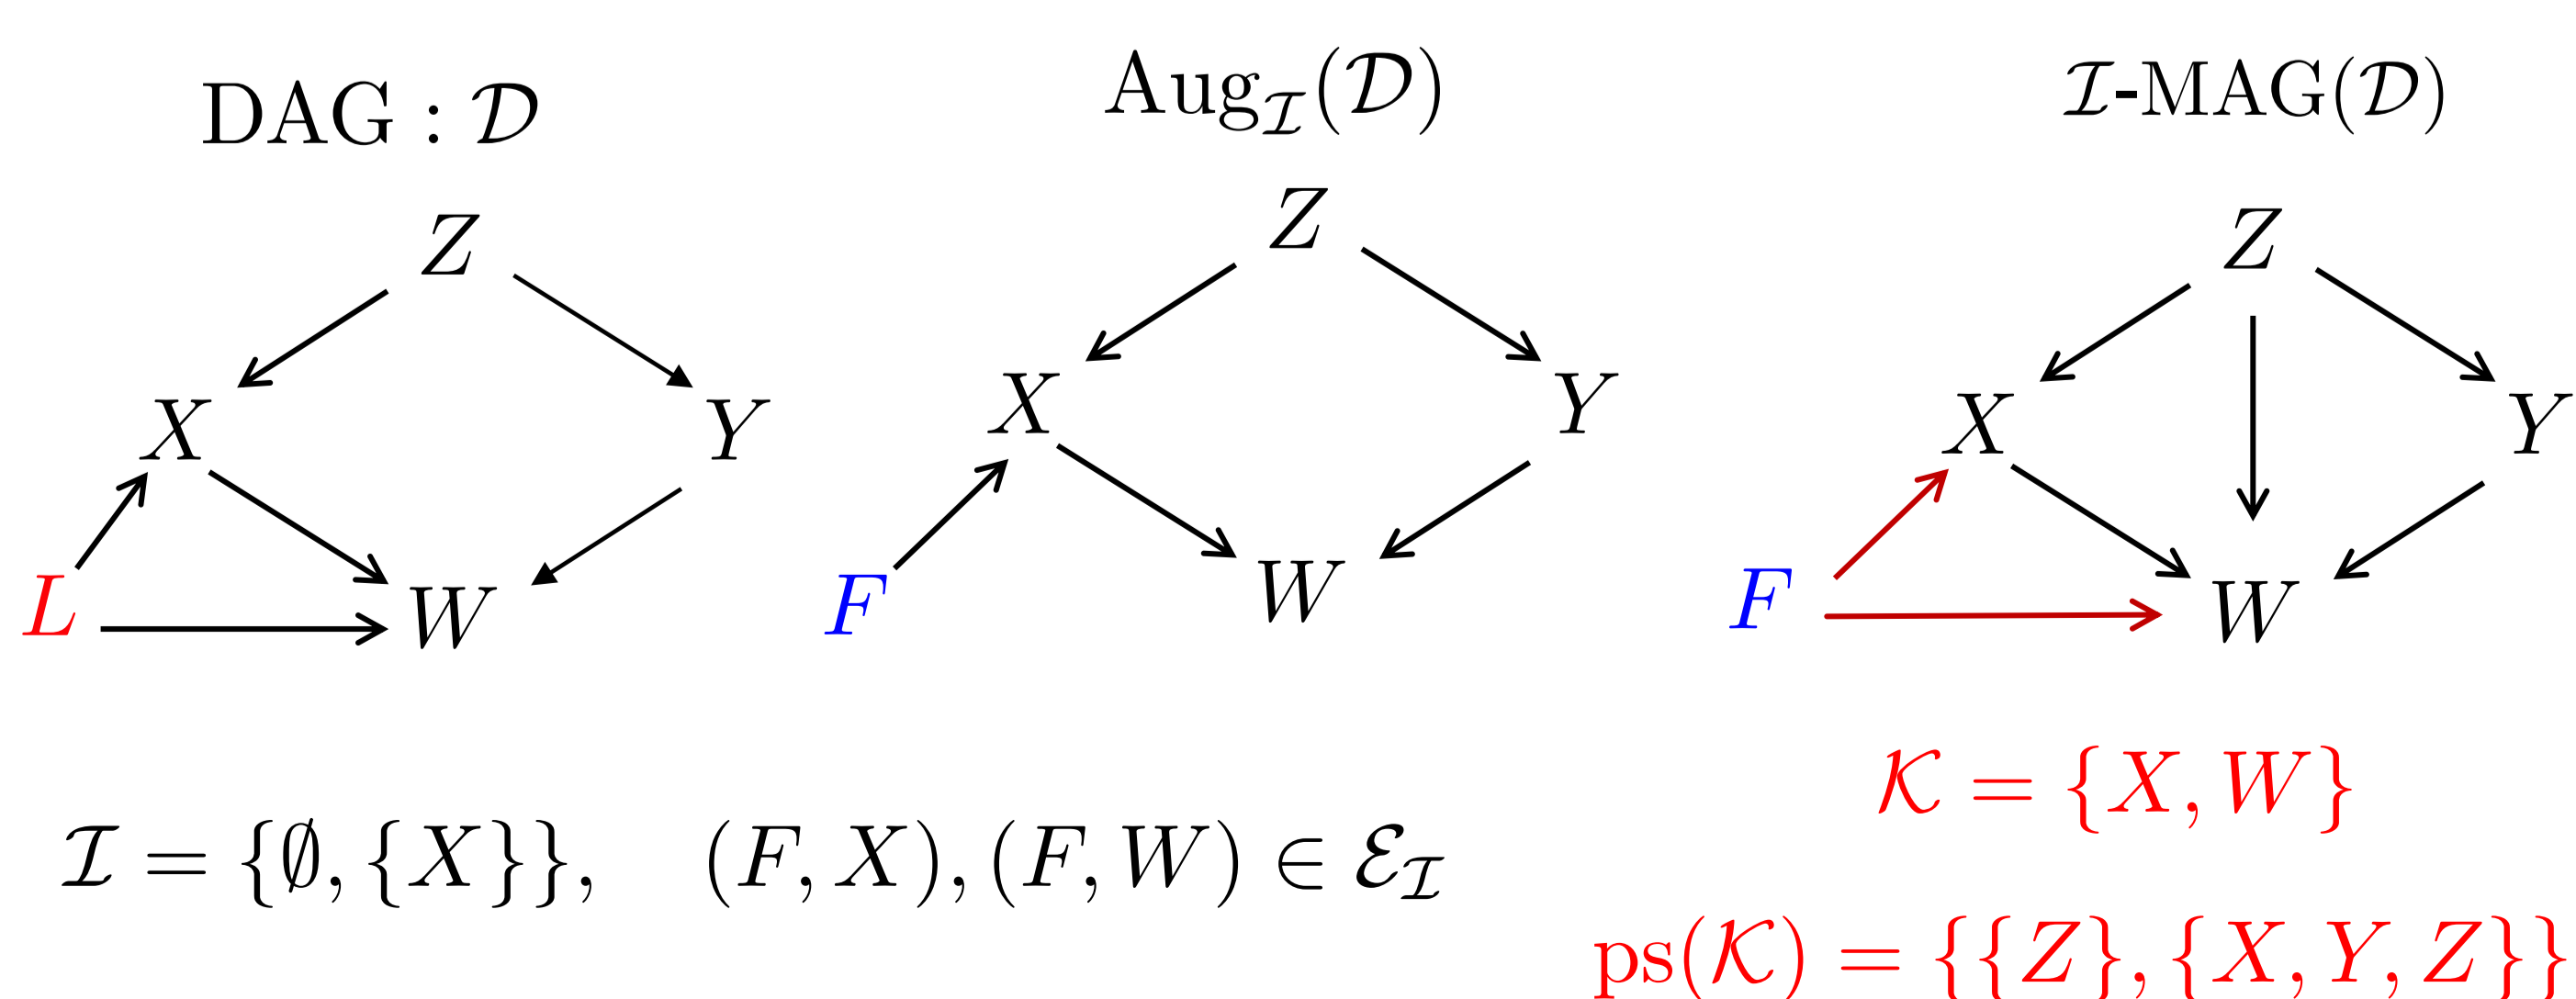 DAG : 𝒟
Aug_ℐ(𝒟)
ℐ-MAG(𝒟)
Z
X
Y
L
W
Z
X
Y
F
W
Z
X
Y
F
W
ℐ = {∅, {X}}, (F, X), (F, W) ∈ ℰ_ℐ
𝒦 = {X, W}
ps(𝒦) = {{Z}, {X, Y, Z}}